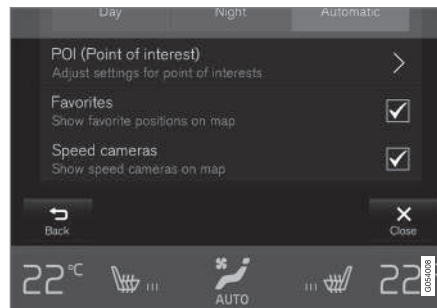 Day Night Automatic
POI (Point of interest)
Adjust settings for point of interests
Favorites
Show favorite positions on map
Speed cameras
Show speed cameras on map
Back Close
22°C AUTO 22
G054008